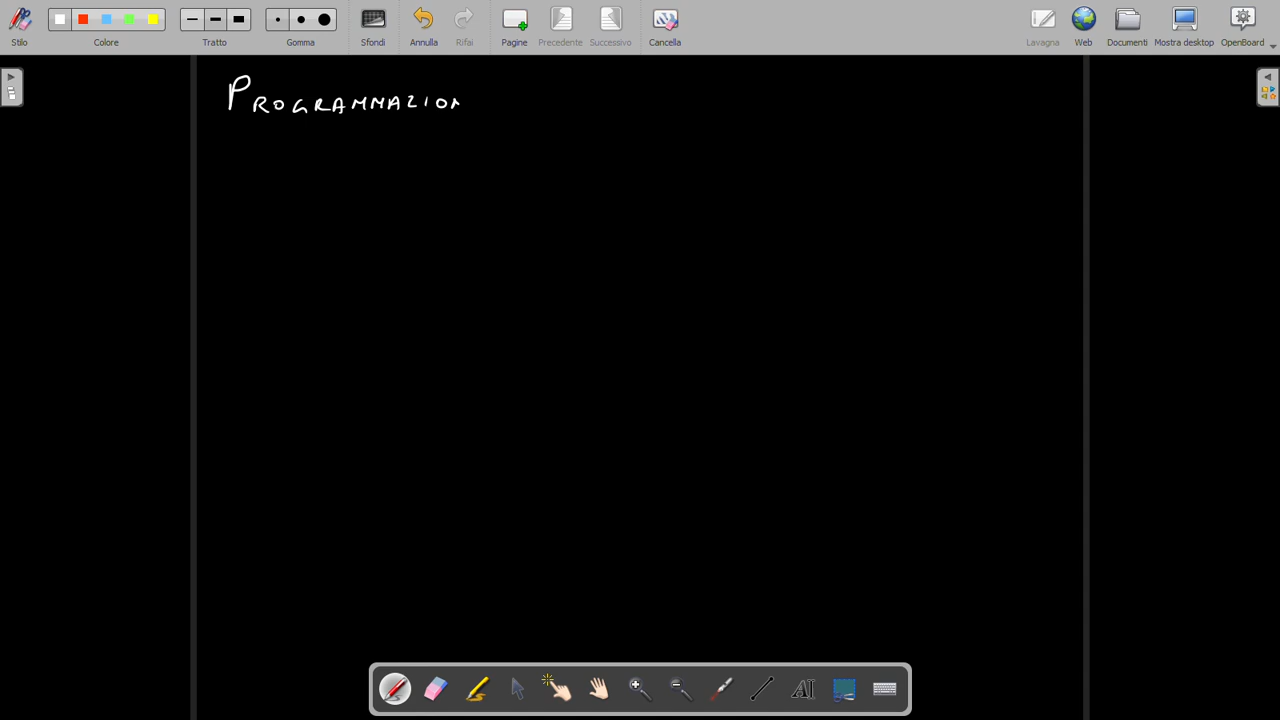 Stilo Colore Tratto Gomma Sfondi Annulla Rifai Pagine Precedente Successivo Cancella Lavagna Web Documenti Mostra desktop OpenBoard
PROGRAMMAZION